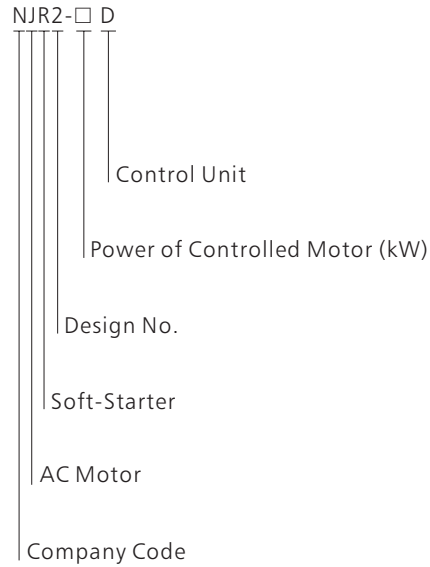 NJR2-□ D
Control Unit
Power of Controlled Motor (kW)
Design No.
Soft-Starter
AC Motor
Company Code